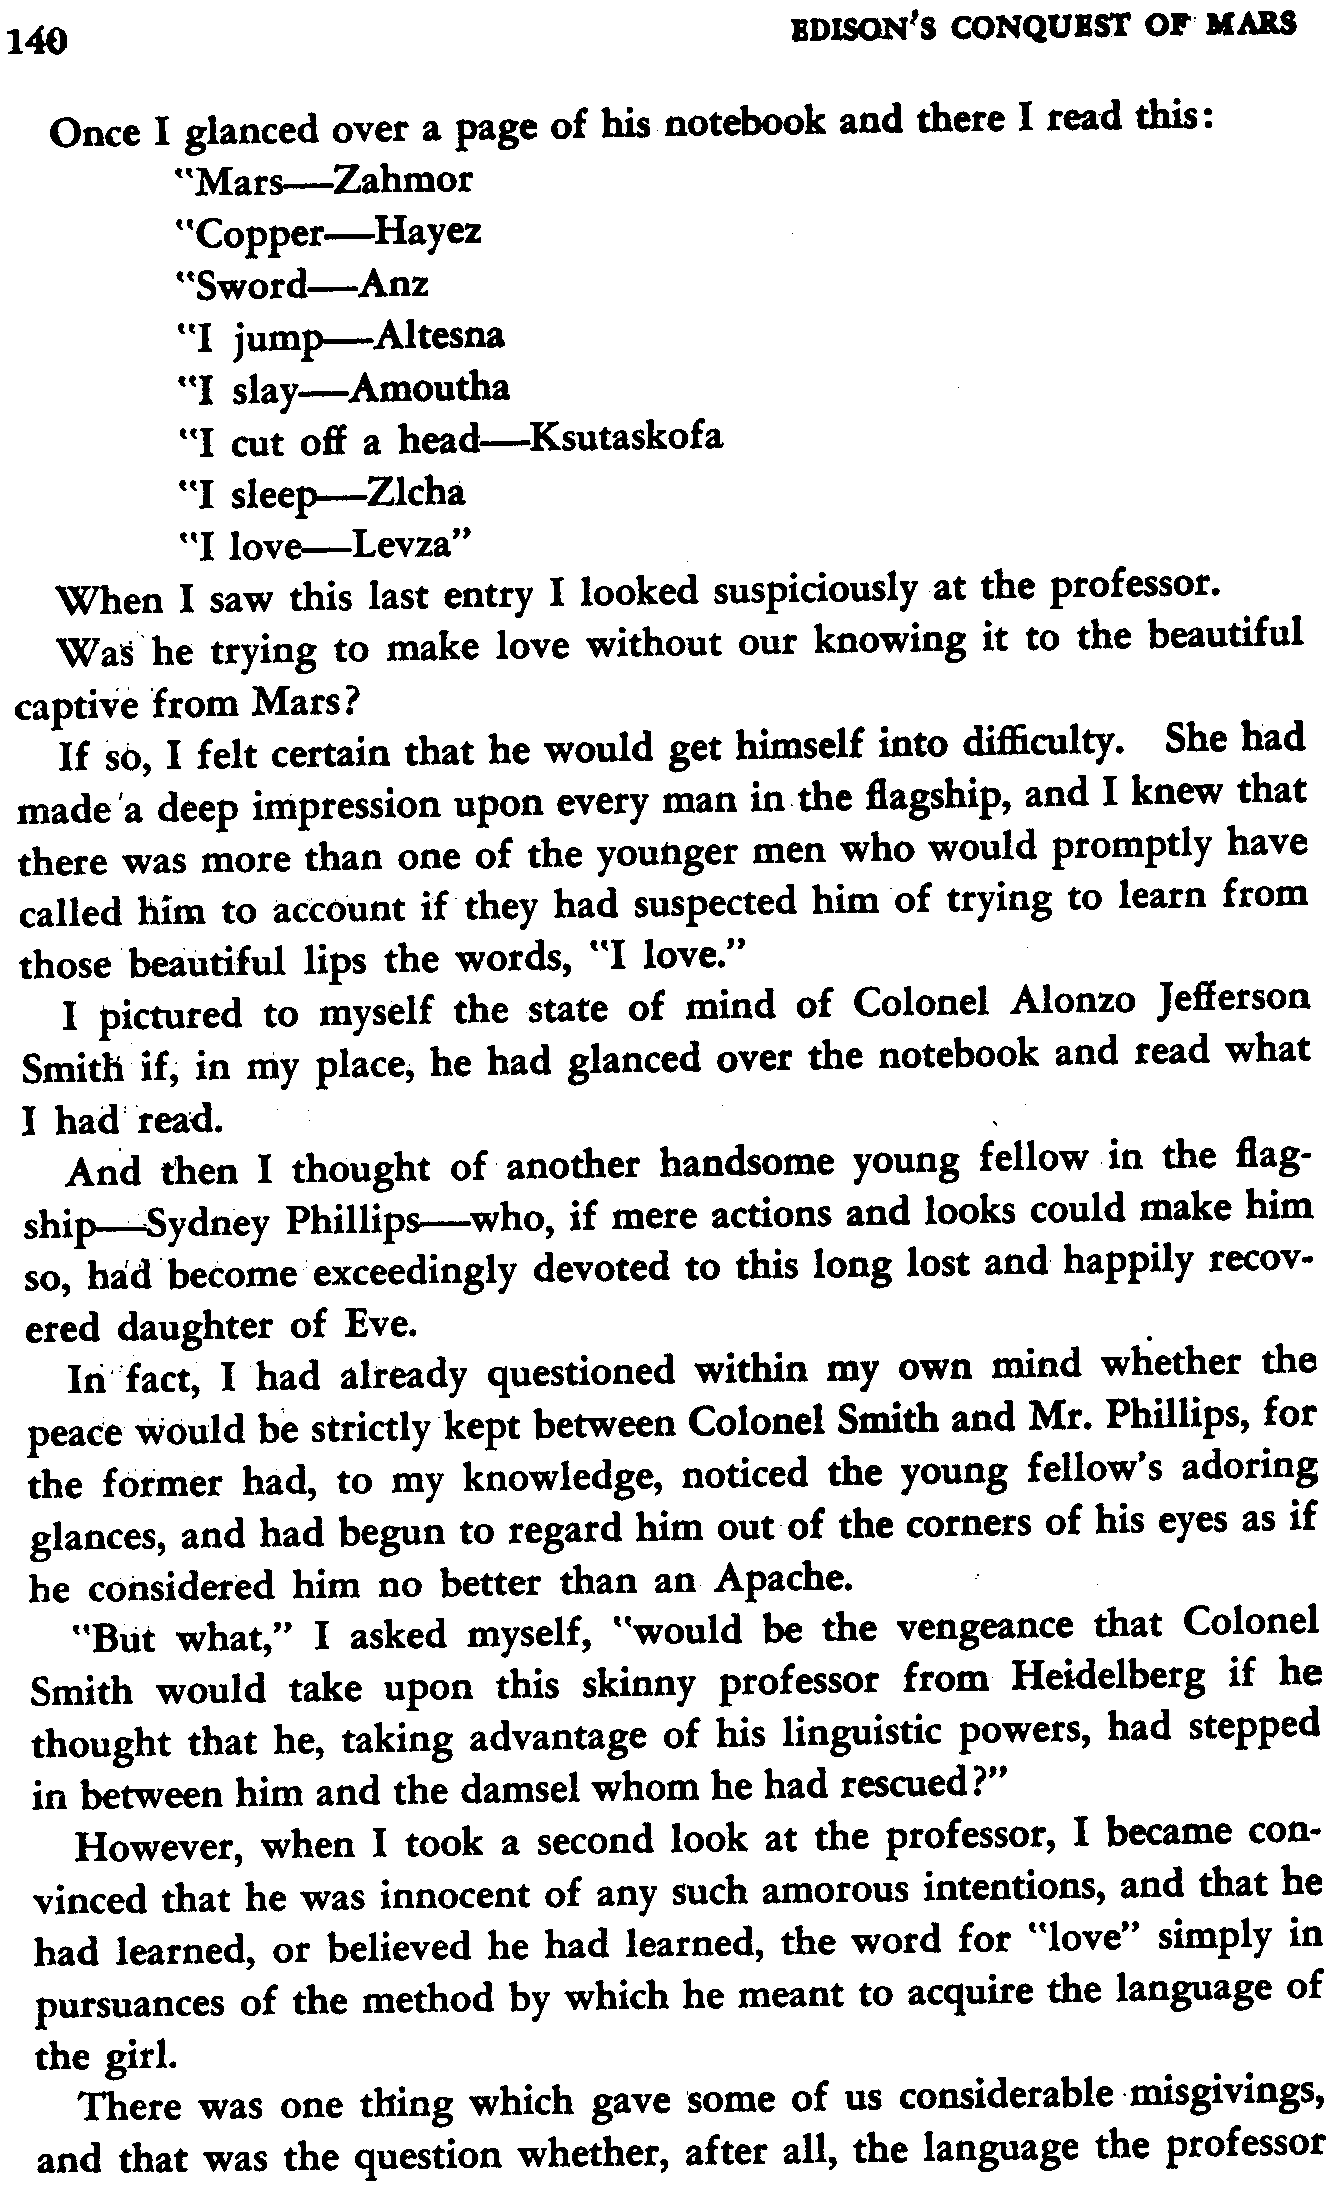 140
EDISON'S CONQUEST OF MARS
Once I glanced over a page of his notebook and there I read this:
"Mars—Zahmor
"Copper—Hayez
"Sword—Anz
"I jump—Altesna
"I slay—Amoutha
"I cut off a head—Ksutaskofa
"I sleep—Zlcha
"I love—Levza"
When I saw this last entry I looked suspiciously at the professor.
Was he trying to make love without our knowing it to the beautiful
captive from Mars?
If so, I felt certain that he would get himself into difficulty. She had
made a deep impression upon every man in the flagship, and I knew that
there was more than one of the younger men who would promptly have
called him to account if they had suspected him of trying to learn from
those beautiful lips the words, "I love."
I pictured to myself the state of mind of Colonel Alonzo Jefferson
Smith if, in my place, he had glanced over the notebook and read what
I had read.
And then I thought of another handsome young fellow in the flag-
ship—Sydney Phillips—who, if mere actions and looks could make him
so, had become exceedingly devoted to this long lost and happily recov-
ered daughter of Eve.
In fact, I had already questioned within my own mind whether the
peace would be strictly kept between Colonel Smith and Mr. Phillips, for
the former had, to my knowledge, noticed the young fellow's adoring
glances, and had begun to regard him out of the corners of his eyes as if
he considered him no better than an Apache.
"But what," I asked myself, "would be the vengeance that Colonel
Smith would take upon this skinny professor from Heidelberg if he
thought that he, taking advantage of his linguistic powers, had stepped
in between him and the damsel whom he had rescued?"
However, when I took a second look at the professor, I became con-
vinced that he was innocent of any such amorous intentions, and that he
had learned, or believed he had learned, the word for "love" simply in
pursuances of the method by which he meant to acquire the language of
the girl.
There was one thing which gave some of us considerable misgivings,
and that was the question whether, after all, the language the professor